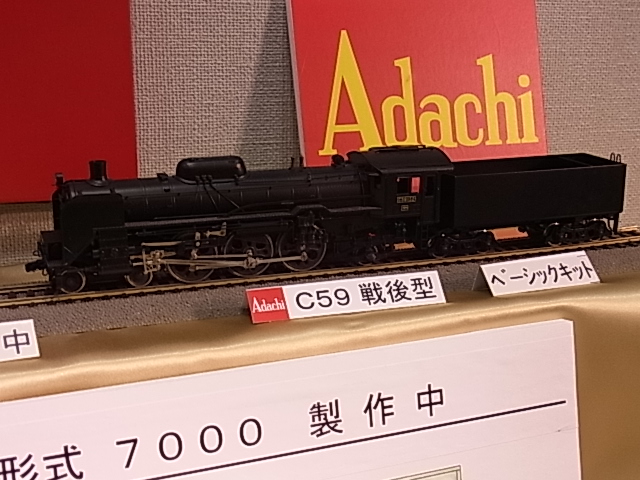 Adachi
Adachi C59 戦後型
ベーシックキット
中
形式 7000 製作中